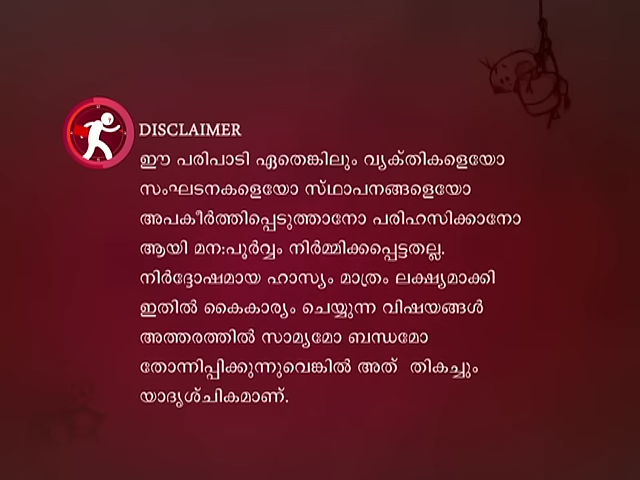 DISCLAIMER
ഈ പരിപാടി ഏതെങ്കിലും വ്യക്തികളെയോ
സംഘടനകളെയോ സ്ഥാപനങ്ങളെയോ
അപകീർത്തിപ്പെടുത്താനോ പരിഹസിക്കാനോ
ആയി മന:പൂർവ്വം നിർമ്മിക്കപ്പെട്ടതല്ല.
നിർദ്ദോഷമായ ഹാസ്യം മാത്രം ലക്ഷ്യമാക്കി
ഇതിൽ കൈകാര്യം ചെയ്യുന്ന വിഷയങ്ങൾ
അത്തരത്തിൽ സാമ്യമോ ബന്ധമോ
തോന്നിപ്പിക്കുന്നുവെങ്കിൽ അത് തികച്ചും
യാദൃശ്ചികമാണ്.